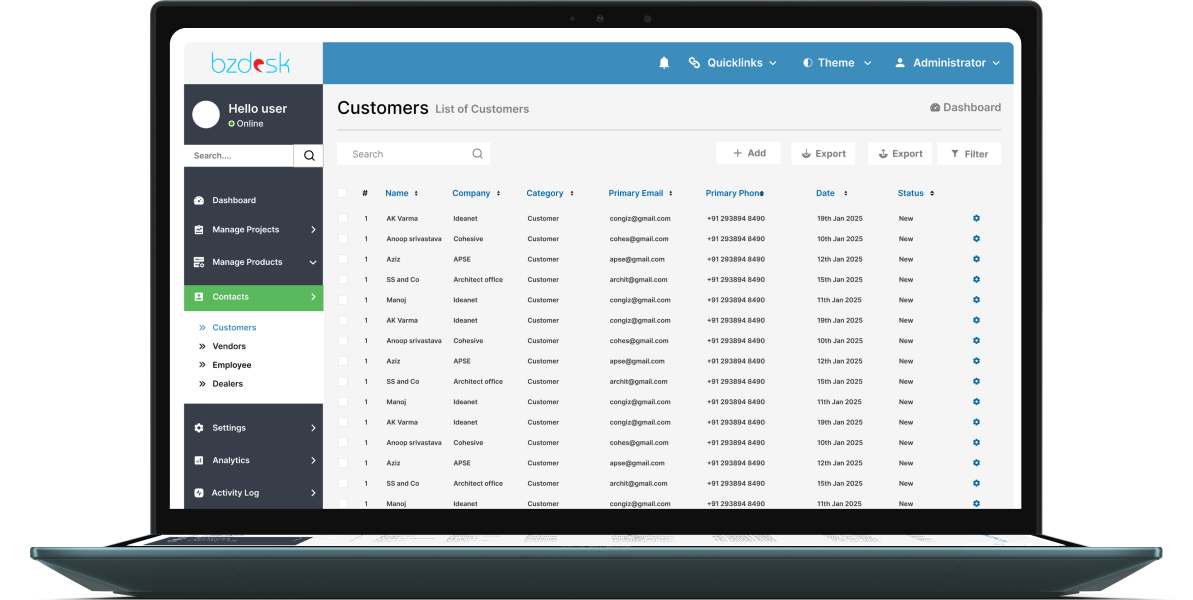 bzdesk
Quicklinks Theme Administrator
Hello user
Online
Search....
Dashboard
Manage Projects
Manage Products
Contacts
Customers
Vendors
Employee
Dealers
Settings
Analytics
Activity Log
Customers List of Customers Dashboard
Search + Add Export Export Filter
# Name Company Category Primary Email Primary Phone Date Status
1 AK Varma Ideanet Customer congiz@gmail.com +91 293894 8490 19th Jan 2025 New
1 Anoop srivastava Cohesive Customer cohes@gmail.com +91 293894 8490 10th Jan 2025 New
1 Aziz APSE Customer apse@gmail.com +91 293894 8490 12th Jan 2025 New
1 SS and Co Architect office Customer archit@gmail.com +91 293894 8490 15th Jan 2025 New
1 Manoj Ideanet Customer congiz@gmail.com +91 293894 8490 11th Jan 2025 New
1 AK Varma Ideanet Customer congiz@gmail.com +91 293894 8490 19th Jan 2025 New
1 Anoop srivastava Cohesive Customer cohes@gmail.com +91 293894 8490 10th Jan 2025 New
1 Aziz APSE Customer apse@gmail.com +91 293894 8490 12th Jan 2025 New
1 SS and Co Architect office Customer archit@gmail.com +91 293894 8490 15th Jan 2025 New
1 Manoj Ideanet Customer congiz@gmail.com +91 293894 8490 11th Jan 2025 New
1 AK Varma Ideanet Customer congiz@gmail.com +91 293894 8490 19th Jan 2025 New
1 Anoop srivastava Cohesive Customer cohes@gmail.com +91 293894 8490 10th Jan 2025 New
1 Aziz APSE Customer apse@gmail.com +91 293894 8490 12th Jan 2025 New
1 SS and Co Architect office Customer archit@gmail.com +91 293894 8490 15th Jan 2025 New
1 Manoj Ideanet Customer congiz@gmail.com +91 293894 8490 11th Jan 2025 New